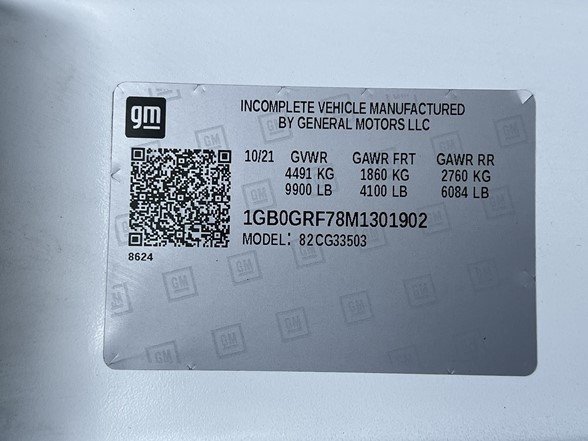 gm
INCOMPLETE VEHICLE MANUFACTURED
BY GENERAL MOTORS LLC
10/21 GVWR GAWR FRT GAWR RR
4491 KG 1860 KG 2760 KG
9900 LB 4100 LB 6084 LB
1GB0GRF78M1301902
MODEL: 82CG33503
8624